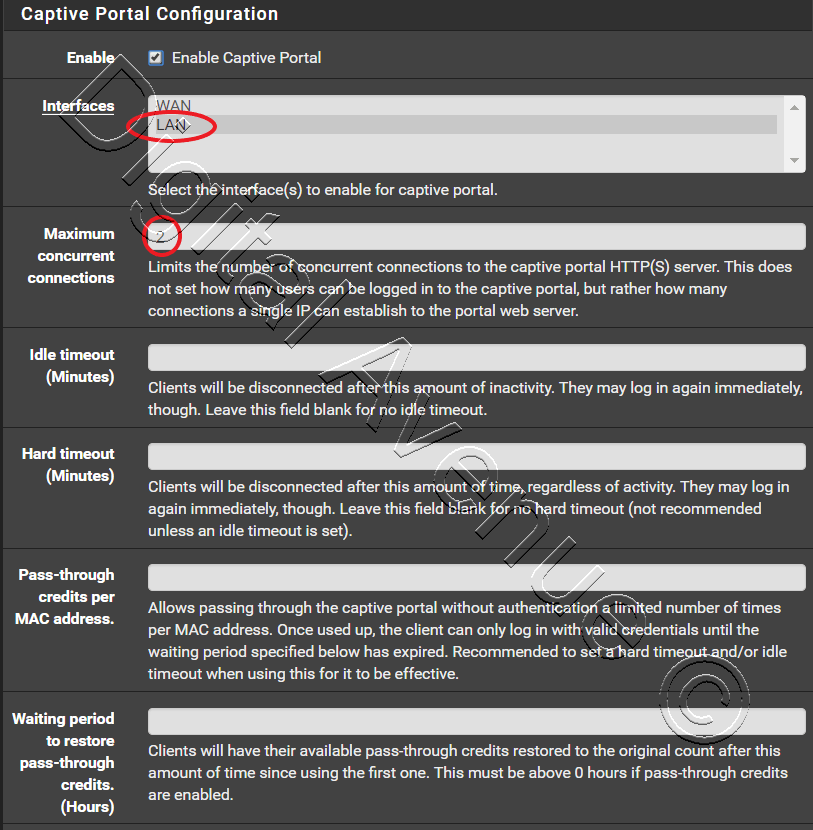 Captive Portal Configuration
Enable
Enable Captive Portal
Interfaces
WAN
LAN
Select the interface(s) to enable for captive portal.
Maximum
concurrent
connections
2
Limits the number of concurrent connections to the captive portal HTTP(S) server. This does
not set how many users can be logged in to the captive portal, but rather how many
connections a single IP can establish to the portal web server.
Idle timeout
(Minutes)
Clients will be disconnected after this amount of inactivity. They may log in again immediately,
though. Leave this field blank for no idle timeout.
Hard timeout
(Minutes)
Clients will be disconnected after this amount of time, regardless of activity. They may log in
again immediately, though. Leave this field blank for no hard timeout (not recommended
unless an idle timeout is set).
Pass-through
credits per
MAC address.
Allows passing through the captive portal without authentication a limited number of times
per MAC address. Once used up, the client can only log in with valid credentials until the
waiting period specified below has expired. Recommended to set a hard timeout and/or idle
timeout when using this for it to be effective.
Waiting period
to restore
pass-through
credits.
(Hours)
Clients will have their available pass-through credits restored to the original count after this
amount of time since using the first one. This must be above 0 hours if pass-through credits
are enabled.
Digital Avenue ©